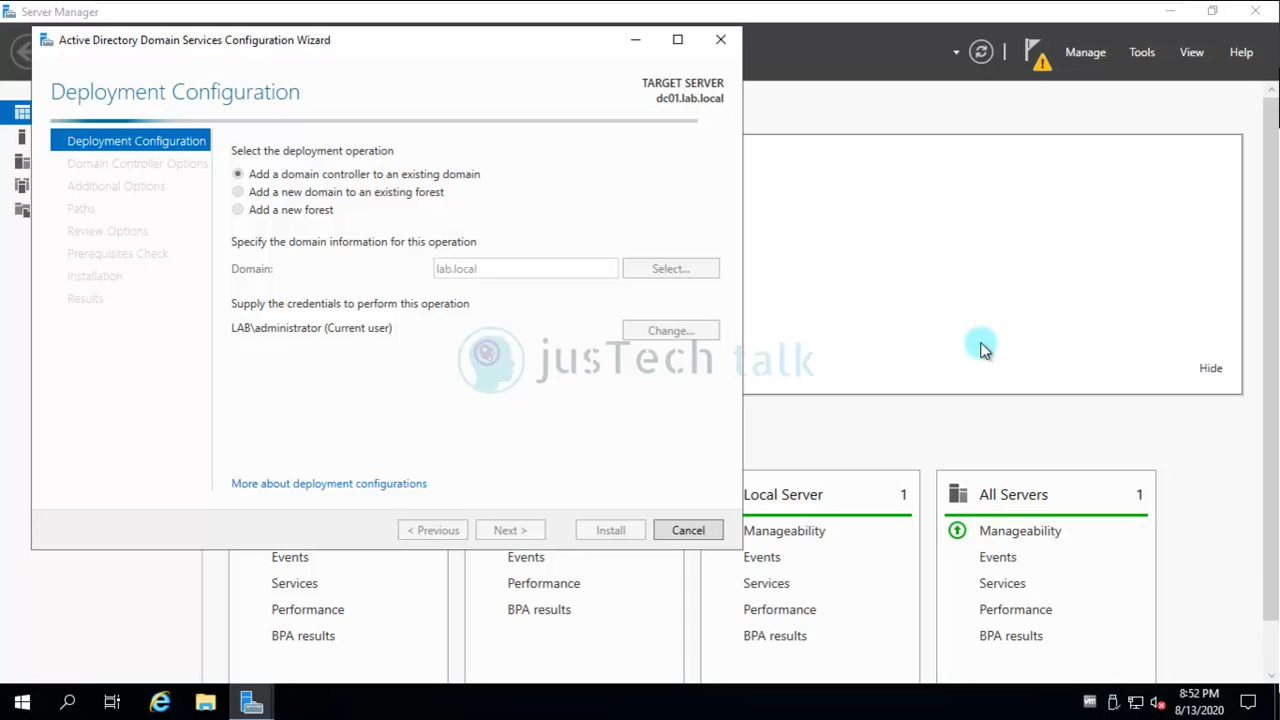 Server Manager
Manage
Tools
View
Help
Active Directory Domain Services Configuration Wizard
Deployment Configuration
TARGET SERVER
dc01.lab.local
Deployment Configuration
Domain Controller Options
Additional Options
Paths
Review Options
Prerequisites Check
Installation
Results
Select the deployment operation
Add a domain controller to an existing domain
Add a new domain to an existing forest
Add a new forest
Specify the domain information for this operation
Domain:
lab.local
Select...
Supply the credentials to perform this operation
LAB\administrator (Current user)
Change...
jusTech talk
More about deployment configurations
< Previous
Next >
Install
Cancel
Hide
Events
Services
Performance
BPA results
Events
Performance
BPA results
Local Server 1
Manageability
Events
Services
Performance
BPA results
All Servers 1
Manageability
Events
Services
Performance
BPA results
vm
8:52 PM
8/13/2020